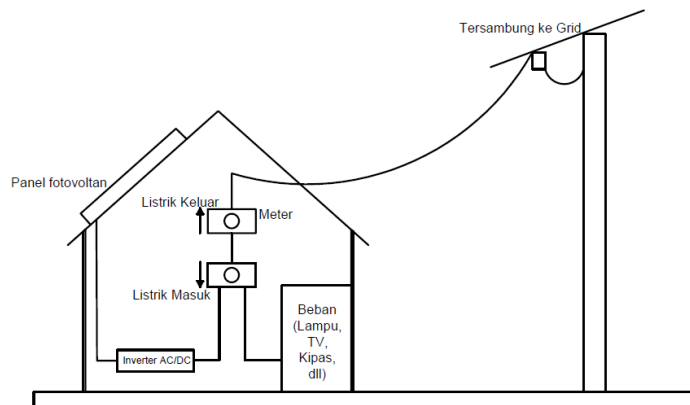 Tersambung ke Grid
Panel fotovoltan
Listrik Keluar
Meter
Listrik Masuk
Beban
(Lampu,
TV,
Kipas,
dll)
Inverter AC/DC